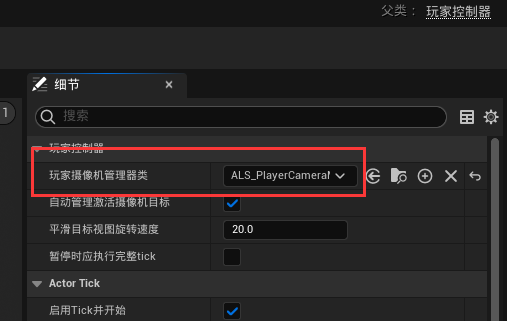 父类： 玩家控制器
细节
1
搜索
玩家控制器
玩家摄像机管理器类 ALS_PlayerCameraM
自动管理激活摄像机目标
平滑目标视图旋转速度 20.0
暂停时应执行完整tick
Actor Tick
启用Tick并开始